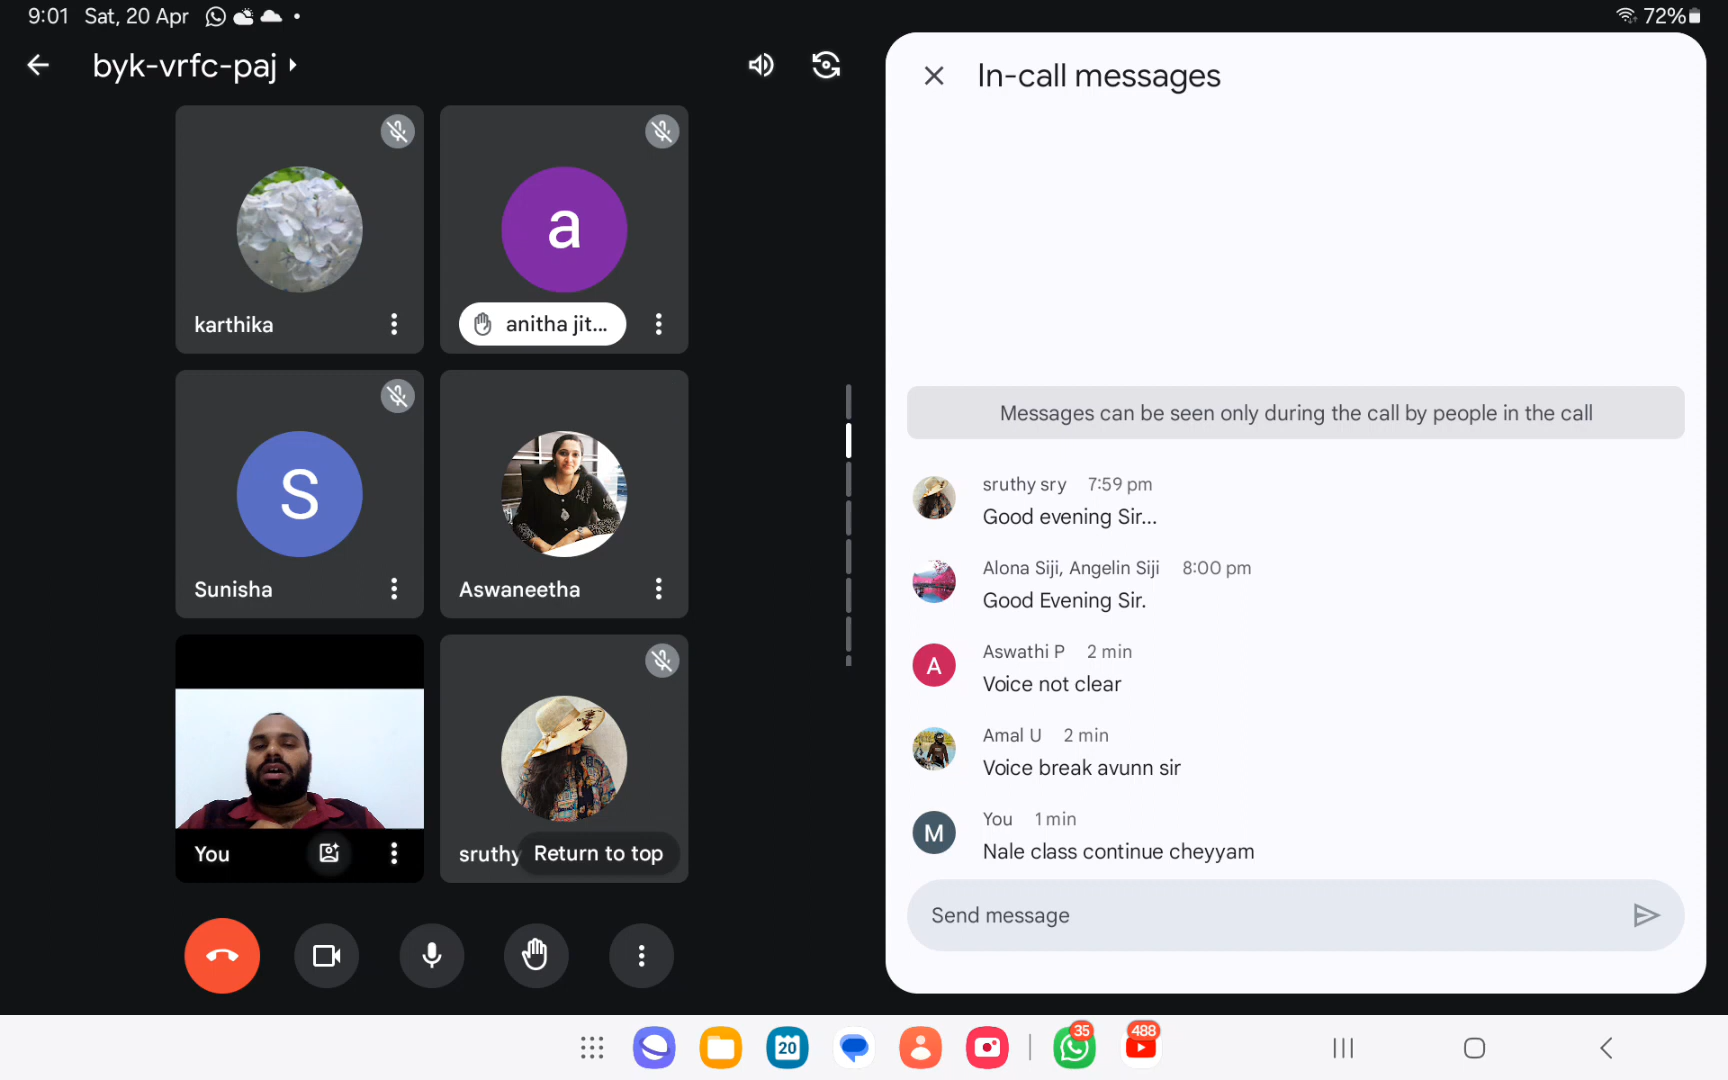 9:01 Sat, 20 Apr
72%
byk-vrfc-paj
In-call messages
a
karthika
anitha jit...
Messages can be seen only during the call by people in the call
S
Sunisha
Aswaneetha
sruthy sry 7:59 pm
Good evening Sir...
Alona Siji, Angelin Siji 8:00 pm
Good Evening Sir.
A
Aswathi P 2 min
Voice not clear
Amal U 2 min
Voice break avunn sir
M
You 1 min
Nale class continue cheyyam
You
sruthy
Return to top
Send message
20
35
488